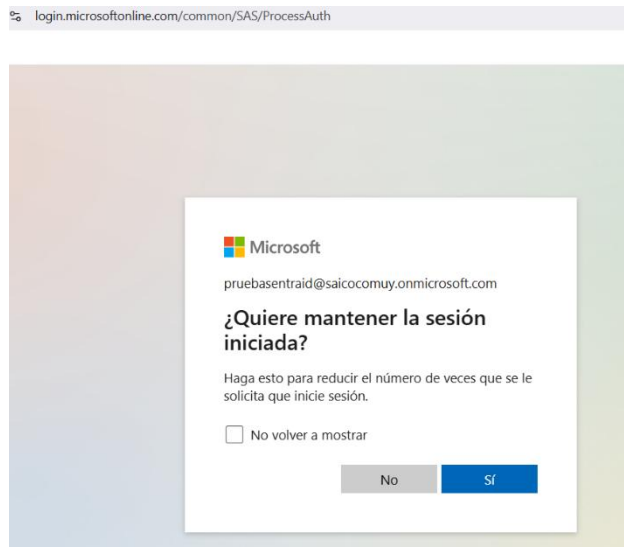 login.microsoftonline.com/common/SAS/ProcessAuth
Microsoft
pruebasentraid@saicocomuy.onmicrosoft.com
¿Quiere mantener la sesión
iniciada?
Haga esto para reducir el número de veces que se le
solicita que inicie sesión.
No volver a mostrar
No
Sí